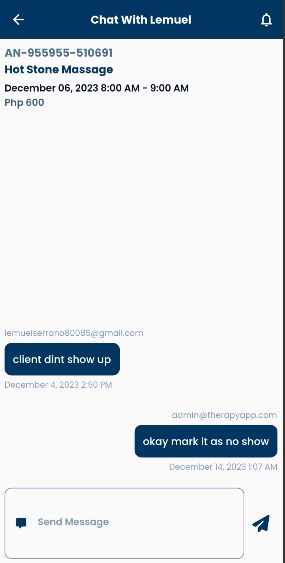 Chat With Lemuel
AN-955955-510691
Hot Stone Massage
December 06, 2023 8:00 AM - 9:00 AM
Php 600
lemuelserrano80085@gmail.com
client dint show up
December 4, 2023 2:50 PM
admin@therapyapp.com
okay mark it as no show
December 14, 2023 1:07 AM
Send Message